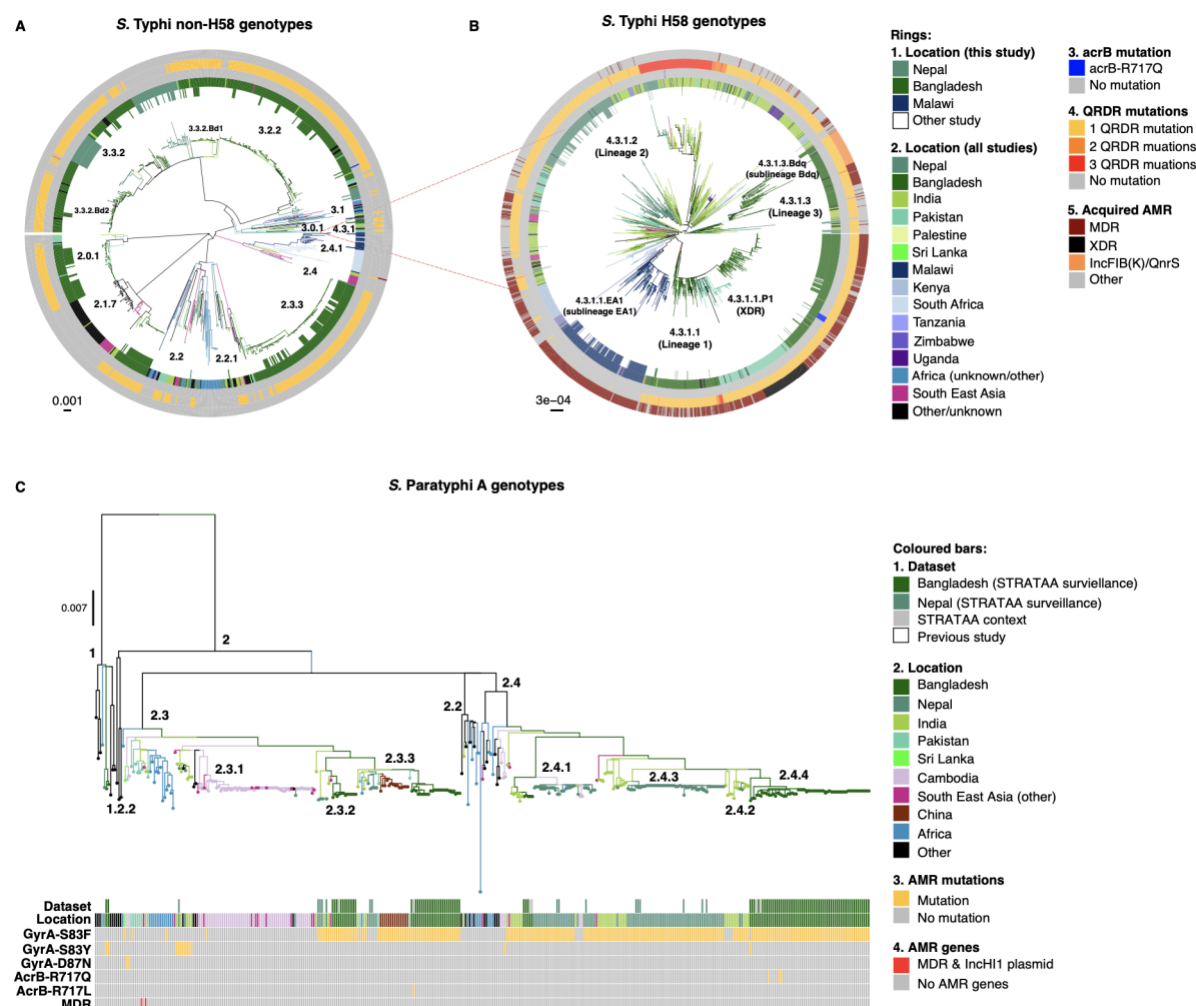 A
S. Typhi non-H58 genotypes
3.3.2.Bd1
3.2.2
3.3.2
3.3.2.Bd2
3.1
3.0.1
4.3.1
2.4.1
2.0.1
2.4
2.1.7
2.3.3
2.2
2.2.1
0.001
B
S. Typhi H58 genotypes
4.3.1.2
(Lineage 2)
4.3.1.3.Bdq
(sublineage Bdq)
4.3.1.3
(Lineage 3)
4.3.1.1.EA1
(sublineage EA1)
4.3.1.1.P1
(XDR)
4.3.1.1
(Lineage 1)
3e-04
Rings:
1. Location (this study)
Nepal
Bangladesh
Malawi
Other study
2. Location (all studies)
Nepal
Bangladesh
India
Pakistan
Palestine
Sri Lanka
Malawi
Kenya
South Africa
Tanzania
Zimbabwe
Uganda
Africa (unknown/other)
South East Asia
Other/unknown
3. acrB mutation
acrB-R717Q
No mutation
4. QRDR mutations
1 QRDR mutation
2 QRDR mutations
3 QRDR muations
No mutation
5. Acquired AMR
MDR
XDR
IncFIB(K)/QnrS
Other
C
S. Paratyphi A genotypes
0.007
1
2
2.4
2.2
2.3
2.3.3
2.3.1
2.4.1
2.4.3
2.4.4
1.2.2
2.3.2
2.4.2
Dataset
Location
GyrA-S83F
GyrA-S83Y
GyrA-D87N
AcrB-R717Q
AcrB-R717L
MDR
Coloured bars:
1. Dataset
Bangladesh (STRATAA surviellance)
Nepal (STRATAA surveillance)
STRATAA context
Previous study
2. Location
Bangladesh
Nepal
India
Pakistan
Sri Lanka
Cambodia
South East Asia (other)
China
Africa
Other
3. AMR mutations
Mutation
No mutation
4. AMR genes
MDR & IncHI1 plasmid
No AMR genes